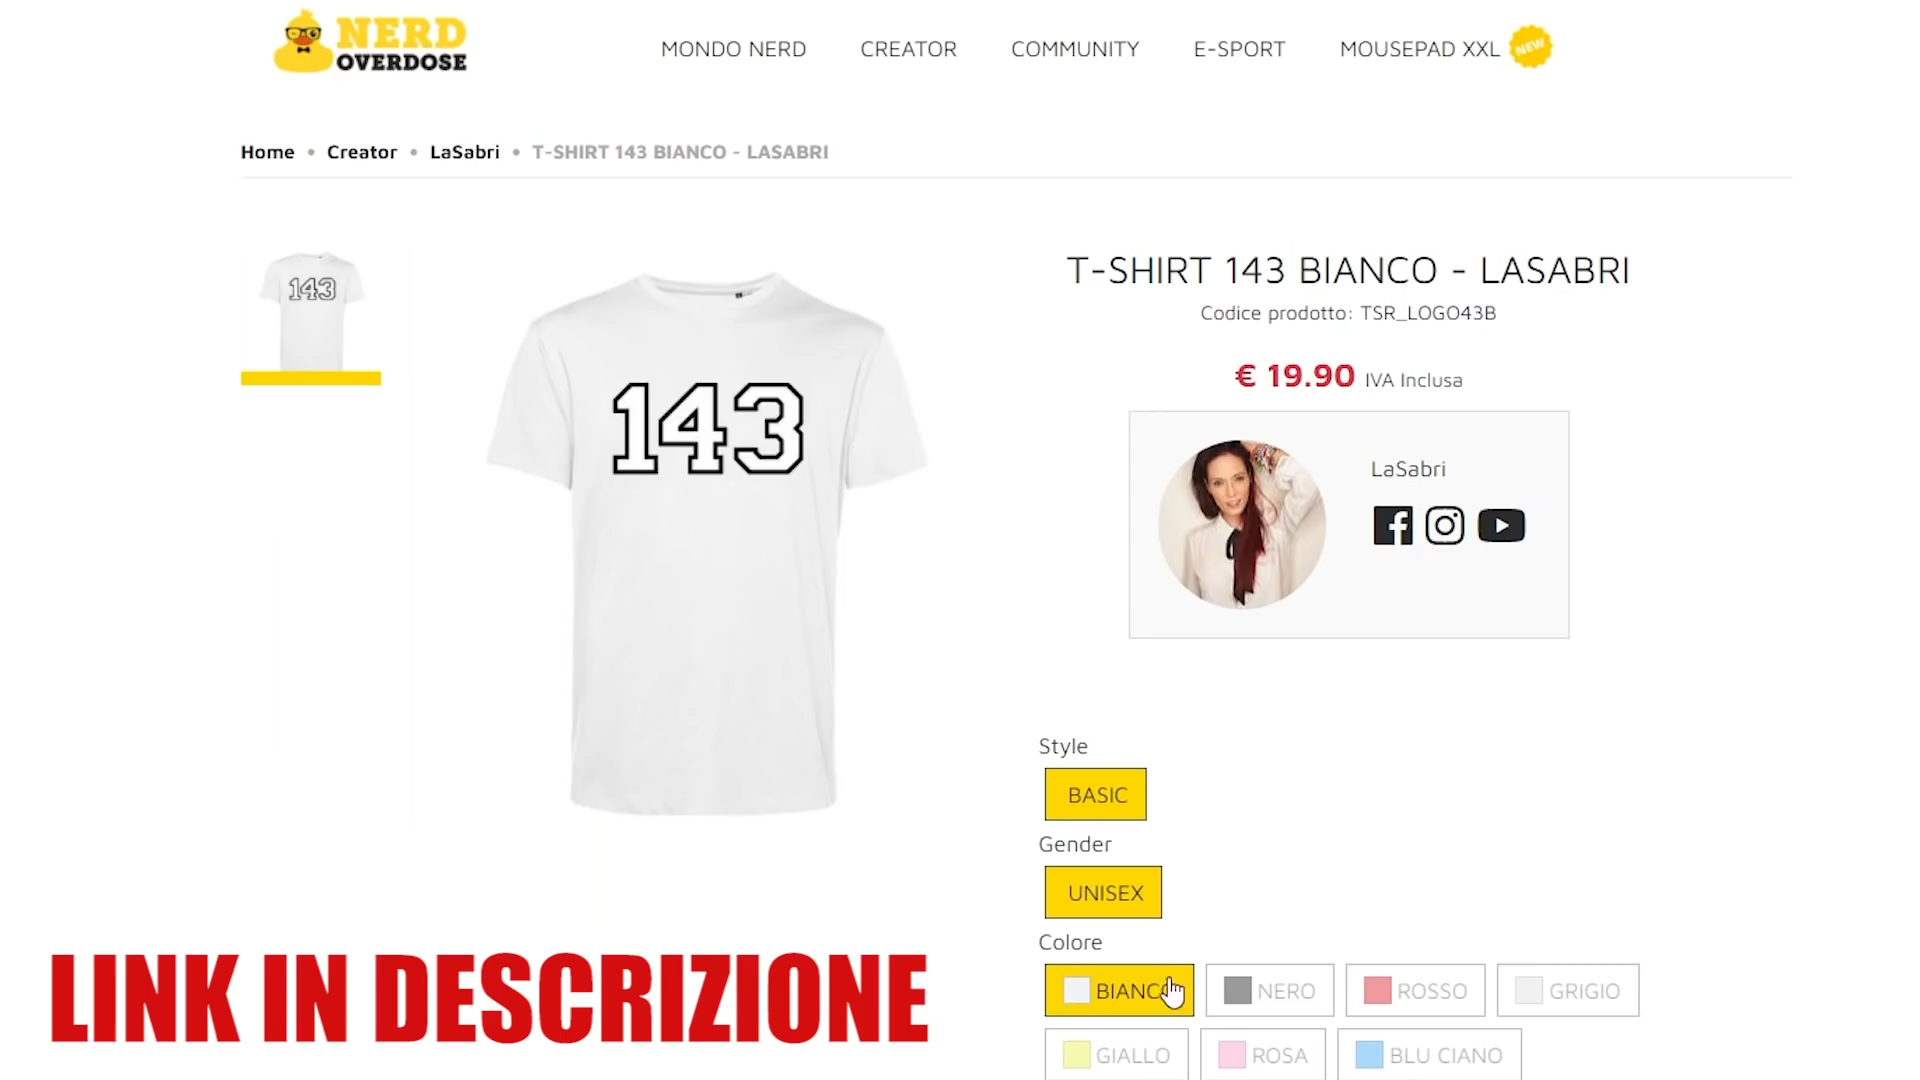 NERD
OVERDOSE
MONDO NERD
CREATOR
COMMUNITY
E-SPORT
MOUSEPAD XXL
NEW
Home • Creator • LaSabri • T-SHIRT 143 BIANCO - LASABRI
143
143
T-SHIRT 143 BIANCO - LASABRI
Codice prodotto: TSR_LOGO43B
€ 19.90 IVA Inclusa
LaSabri
Style
BASIC
Gender
UNISEX
Colore
BIANCO
NERO
ROSSO
GRIGIO
GIALLO
ROSA
BLU CIANO
LINK IN DESCRIZIONE